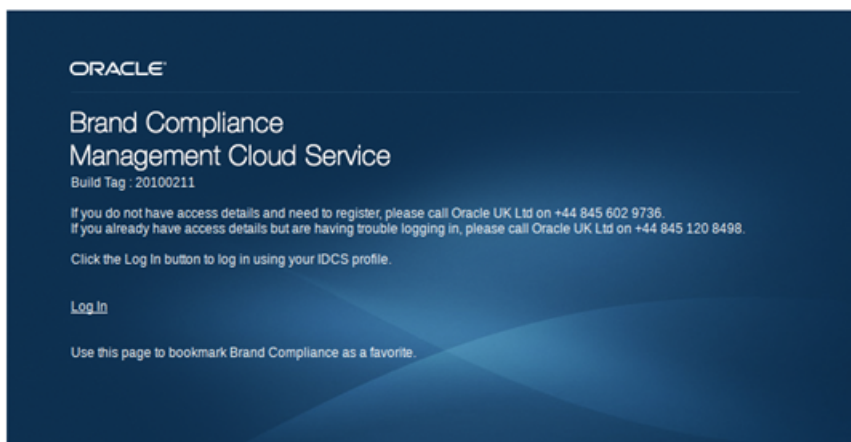 ORACLE
Brand Compliance
Management Cloud Service
Build Tag : 20100211
If you do not have access details and need to register, please call Oracle UK Ltd on +44 845 602 9736.
If you already have access details but are having trouble logging in, please call Oracle UK Ltd on +44 845 120 8498.
Click the Log In button to log in using your IDCS profile.
Log In
Use this page to bookmark Brand Compliance as a favorite.